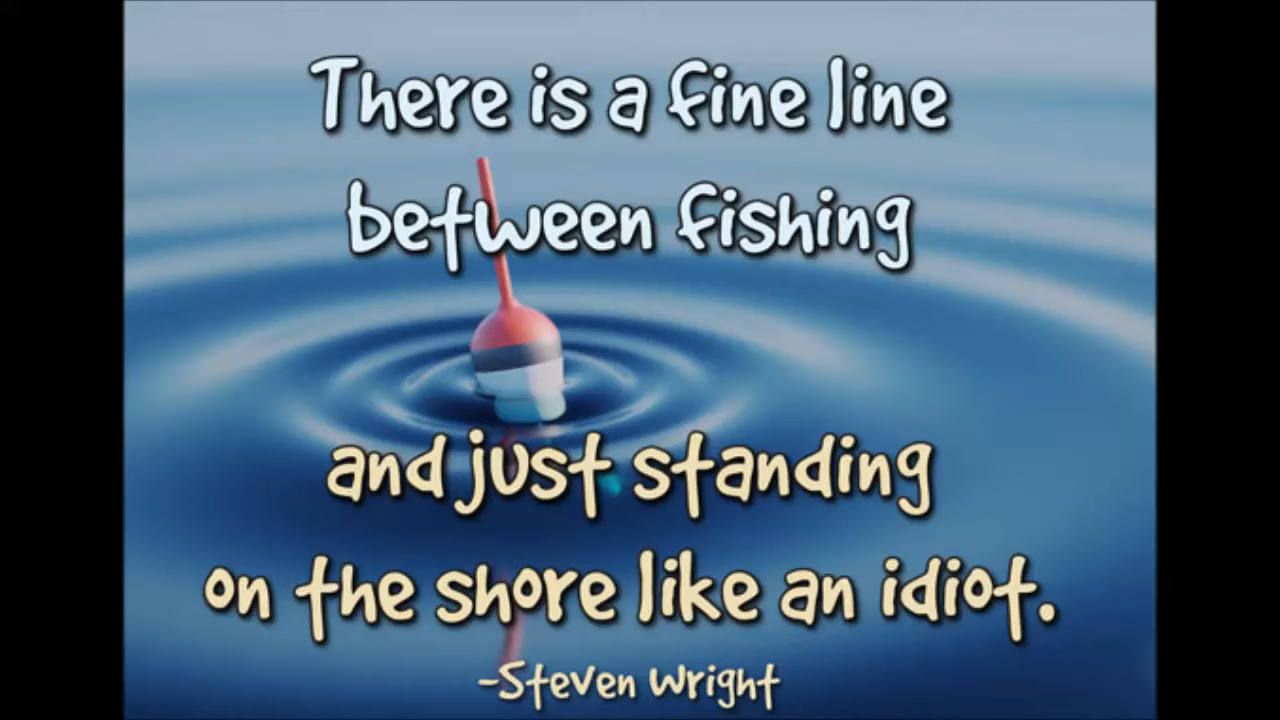 There is a fine line
between fishing
and just standing
on the shore like an idiot.
-Steven Wright